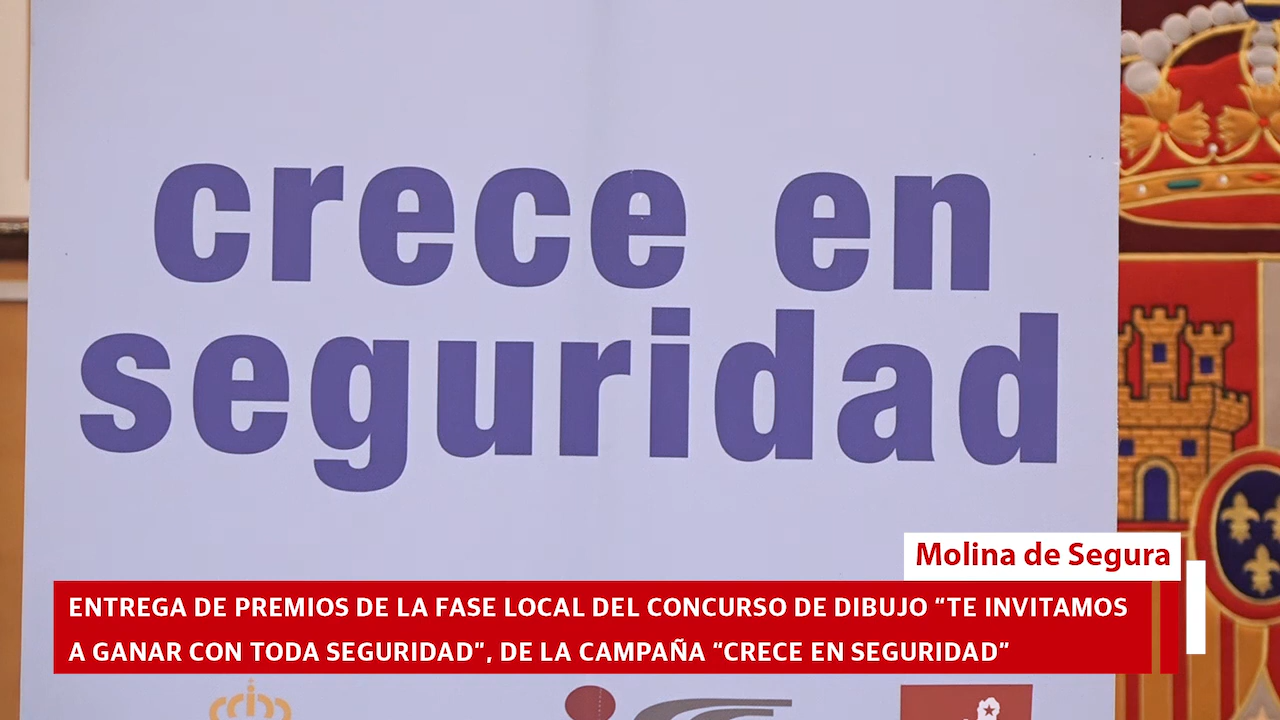 crece en
seguridad
Molina de Segura
ENTREGA DE PREMIOS DE LA FASE LOCAL DEL CONCURSO DE DIBUJO “TE INVITAMOS
A GANAR CON TODA SEGURIDAD", DE LA CAMPAÑA “CRECE EN SEGURIDAD”